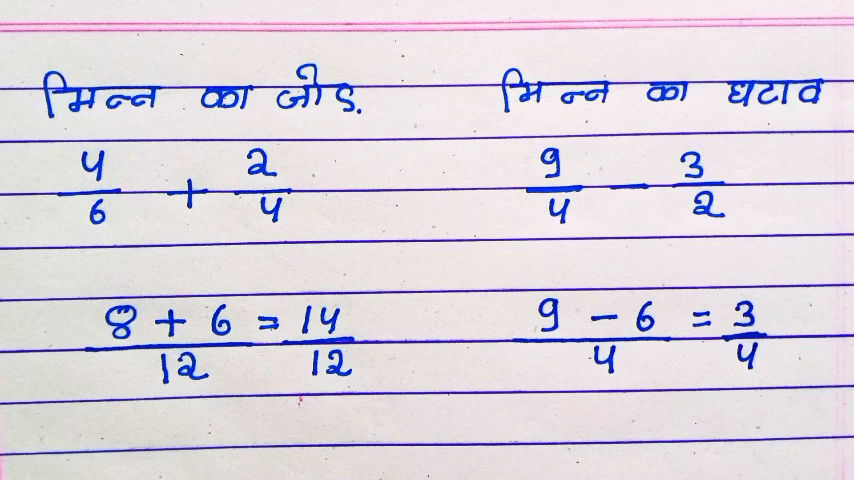 भिन्न का जोड़.
4/6 + 2/4
8 + 6/12 = 14/12
भिन्न का घटाव
9/4 - 3/2
9 - 6/4 = 3/4